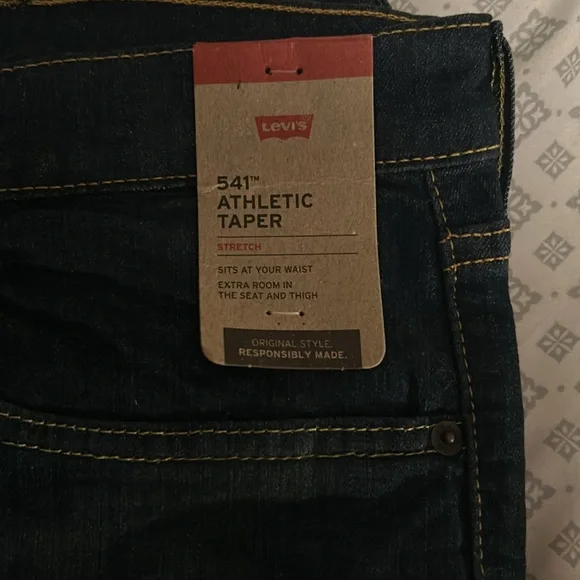 Levi's
541™
ATHLETIC
TAPER
STRETCH
SITS AT YOUR WAIST
EXTRA ROOM IN
THE SEAT AND THIGH
ORIGINAL STYLE.
RESPONSIBLY MADE.